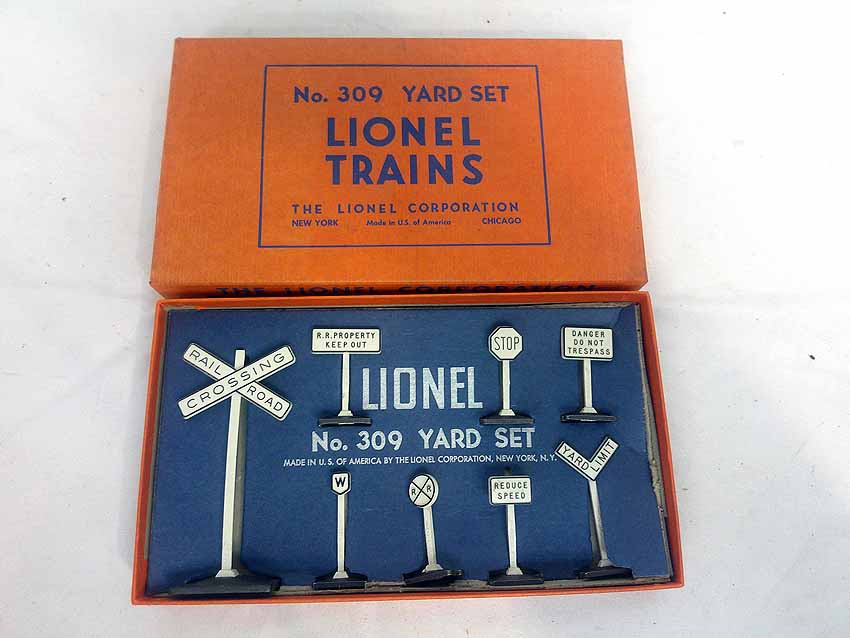 No. 309 YARD SET
LIONEL
TRAINS
THE LIONEL CORPORATION
NEW YORK Made in U.S. of America CHICAGO
THE LIONEL CORPORATION
RAIL ROAD
CROSSING
R.R. PROPERTY
KEEP OUT
STOP
DANGER
DO NOT
TRESPASS
LIONEL
No. 309 YARD SET
MADE IN U. S. OF AMERICA BY THE LIONEL CORPORATION, NEW YORK, N.Y.
YARD LIMIT
W
R R
REDUCE
SPEED